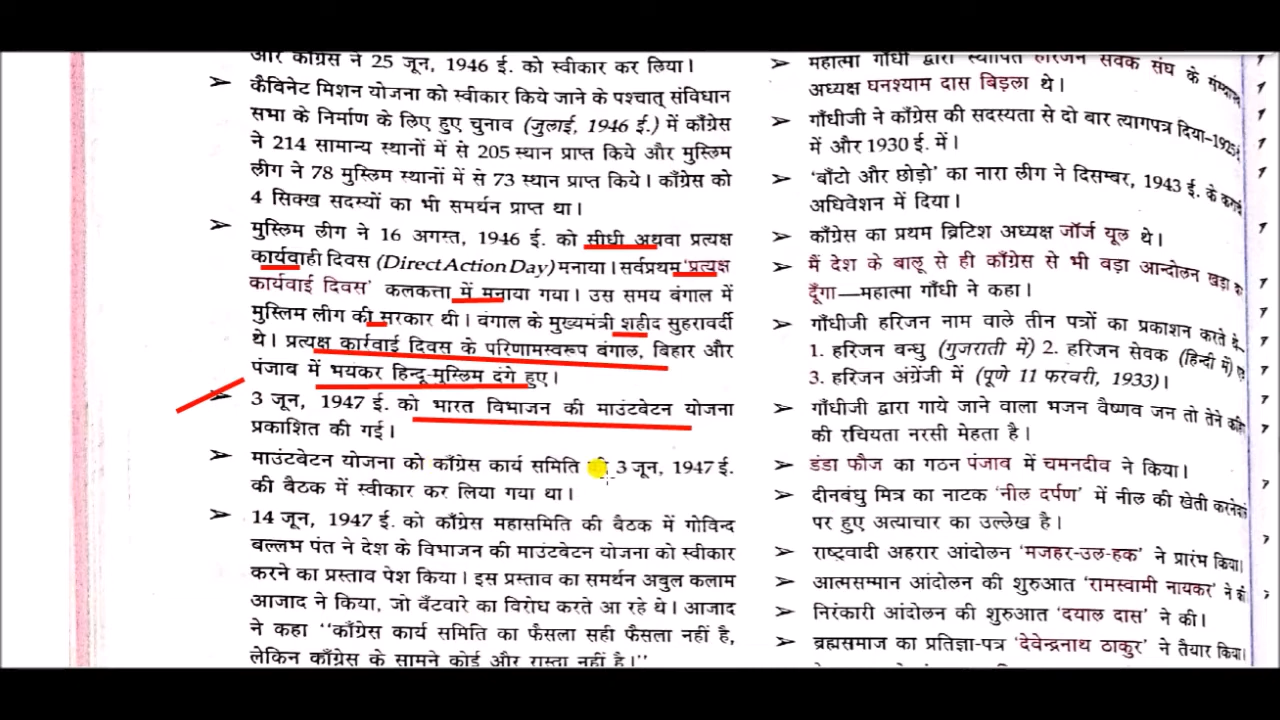 और काँग्रेस ने 25 जून, 1946 ई. को स्वीकार कर लिया।
➢ कैबिनेट मिशन योजना को स्वीकार किये जाने के पश्चात् संविधान
सभा के निर्माण के लिए हुए चुनाव (जुलाई, 1946 ई.) में काँग्रेस
ने 214 सामान्य स्थानों में से 205 स्थान प्राप्त किये और मुस्लिम
लीग ने 78 मुस्लिम स्थानों में से 73 स्थान प्राप्त किये। काँग्रेस को
4 सिक्ख सदस्यों का भी समर्थन प्राप्त था।
➢ मुस्लिम लीग ने 16 अगस्त, 1946 ई. को सीधी अथवा प्रत्यक्ष
कार्यवाही दिवस (Direct Action Day) मनाया। सर्वप्रथम 'प्रत्यक्ष
कार्यवाई दिवस' कलकत्ता में मनाया गया। उस समय बंगाल में
मुस्लिम लीग की सरकार थी। बंगाल के मुख्यमंत्री शहीद सुहरावर्दी
थे। प्रत्यक्ष कार्रवाई दिवस के परिणामस्वरूप बंगाल, बिहार और
पंजाब में भयकर हिन्दू-मुस्लिम दंगे हुए।
➢ 3 जून, 1947 ई. को भारत विभाजन की माउंटबेटन योजना
प्रकाशित की गई।
➢ माउंटबेटन योजना को काँग्रेस कार्य समिति की 3 जून, 1947 ई.
की बैठक में स्वीकार कर लिया गया था।
➢ 14 जून, 1947 ई. को काँग्रेस महासमिति की बैठक में गोविन्द
बल्लभ पंत ने देश के विभाजन की माउंटबेटन योजना को स्वीकार
करने का प्रस्ताव पेश किया। इस प्रस्ताव का समर्थन अबुल कलाम
आजाद ने किया, जो बँटवारे का विरोध करते आ रहे थे। आजाद
ने कहा "काँग्रेस कार्य समिति का फैसला सही फैसला नहीं है,
लेकिन काँग्रेस के सामने कोई और रास्ता नहीं है।"
➢ महात्मा गाँधी द्वारा स्थापित हरिजन सेवक संघ के
अध्यक्ष घनश्याम दास बिड़ला थे।
➢ गाँधीजी ने काँग्रेस की सदस्यता से दो बार त्यागपत्र दिया–1925
में और 1930 ई. में।
➢ 'बाँटो और छोड़ो' का नारा लीग ने दिसम्बर, 1943 ई. के
अधिवेशन में दिया।
➢ काँग्रेस का प्रथम ब्रिटिश अध्यक्ष जॉर्ज यूल थे।
➢ मैं देश के बालू से ही काँग्रेस से भी बड़ा आन्दोलन खड़ा
दूँगा—महात्मा गाँधी ने कहा।
➢ गाँधीजी हरिजन नाम वाले तीन पत्रों का प्रकाशन करते
1. हरिजन बन्धु (गुजराती में) 2. हरिजन सेवक (हिन्दी में)
3. हरिजन अंग्रेंजी में (पूणे 11 फरवरी, 1933)।
➢ गाँधीजी द्वारा गाये जाने वाला भजन वैष्णव जन तो तेने
की रचियता नरसी मेहता है।
➢ डंडा फौज का गठन पंजाब में चमनदीव ने किया।
➢ दीनबंधु मित्र का नाटक 'नील दर्पण' में नील की खेती
पर हुए अत्याचार का उल्लेख है।
➢ राष्ट्रवादी अहरार आंदोलन 'मजहर-उल-हक' ने प्रारंभ किया।
➢ आत्मसम्मान आंदोलन की शुरुआत 'रामस्वामी नायकर' ने की
➢ निरंकारी आंदोलन की शुरुआत 'दयाल दास' ने की।
➢ ब्रह्मसमाज का प्रतिज्ञा-पत्र 'देवेन्द्रनाथ ठाकुर' ने तैयार किया।